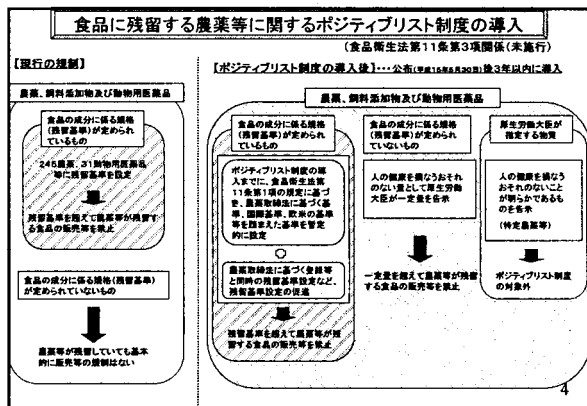 食品に残留する農薬等に関するポジティブリスト制度の導入
(食品衛生法第11条第3項関係(未施行)
【現行の規制】
農薬、飼料添加物及び動物用医薬品
食品の成分に係る規格
(残留基準)が定められ
ているもの
245農薬、31動物用医薬品
等に残留基準を設定
残留基準を超えて農薬等が残留す
る食品の販売等を禁止
食品の成分に係る規格(残留基準)
が定められていないもの
農薬等が残留していても基本
的に販売等の規制はない
【ポジティブリスト制度の導入後】・・・公布(平成15年5月30日)後3年以内に導入
農薬、飼料添加物及び動物用医薬品
食品の成分に係る規格
(残留基準)が定められ
ているもの
ポジティブリスト制度の導
入までに、食品衛生法第
11条第1項の規定に基づ
き、農薬取締法に基づく基
準、国際基準、欧米の基準
等を踏まえた基準を暫定
的に設定
農薬取締法に基づく登録等
と同時の残留基準設定など、
残留基準設定の促進
残留基準を超えて農薬等が残
留する食品の販売等を禁止
食品の成分に係る規格
(残留基準)が定められ
ていないもの
人の健康を損なうおそれ
のない量として厚生労働
大臣が一定量を告示
一定量を超えて農薬等が残留
する食品の販売等を禁止
厚生労働大臣が
指定する物質
人の健康を損なう
おそれのないこと
が明らかであるも
のを告示
(特定農薬等)
ポジティブリスト制度
の対象外
4